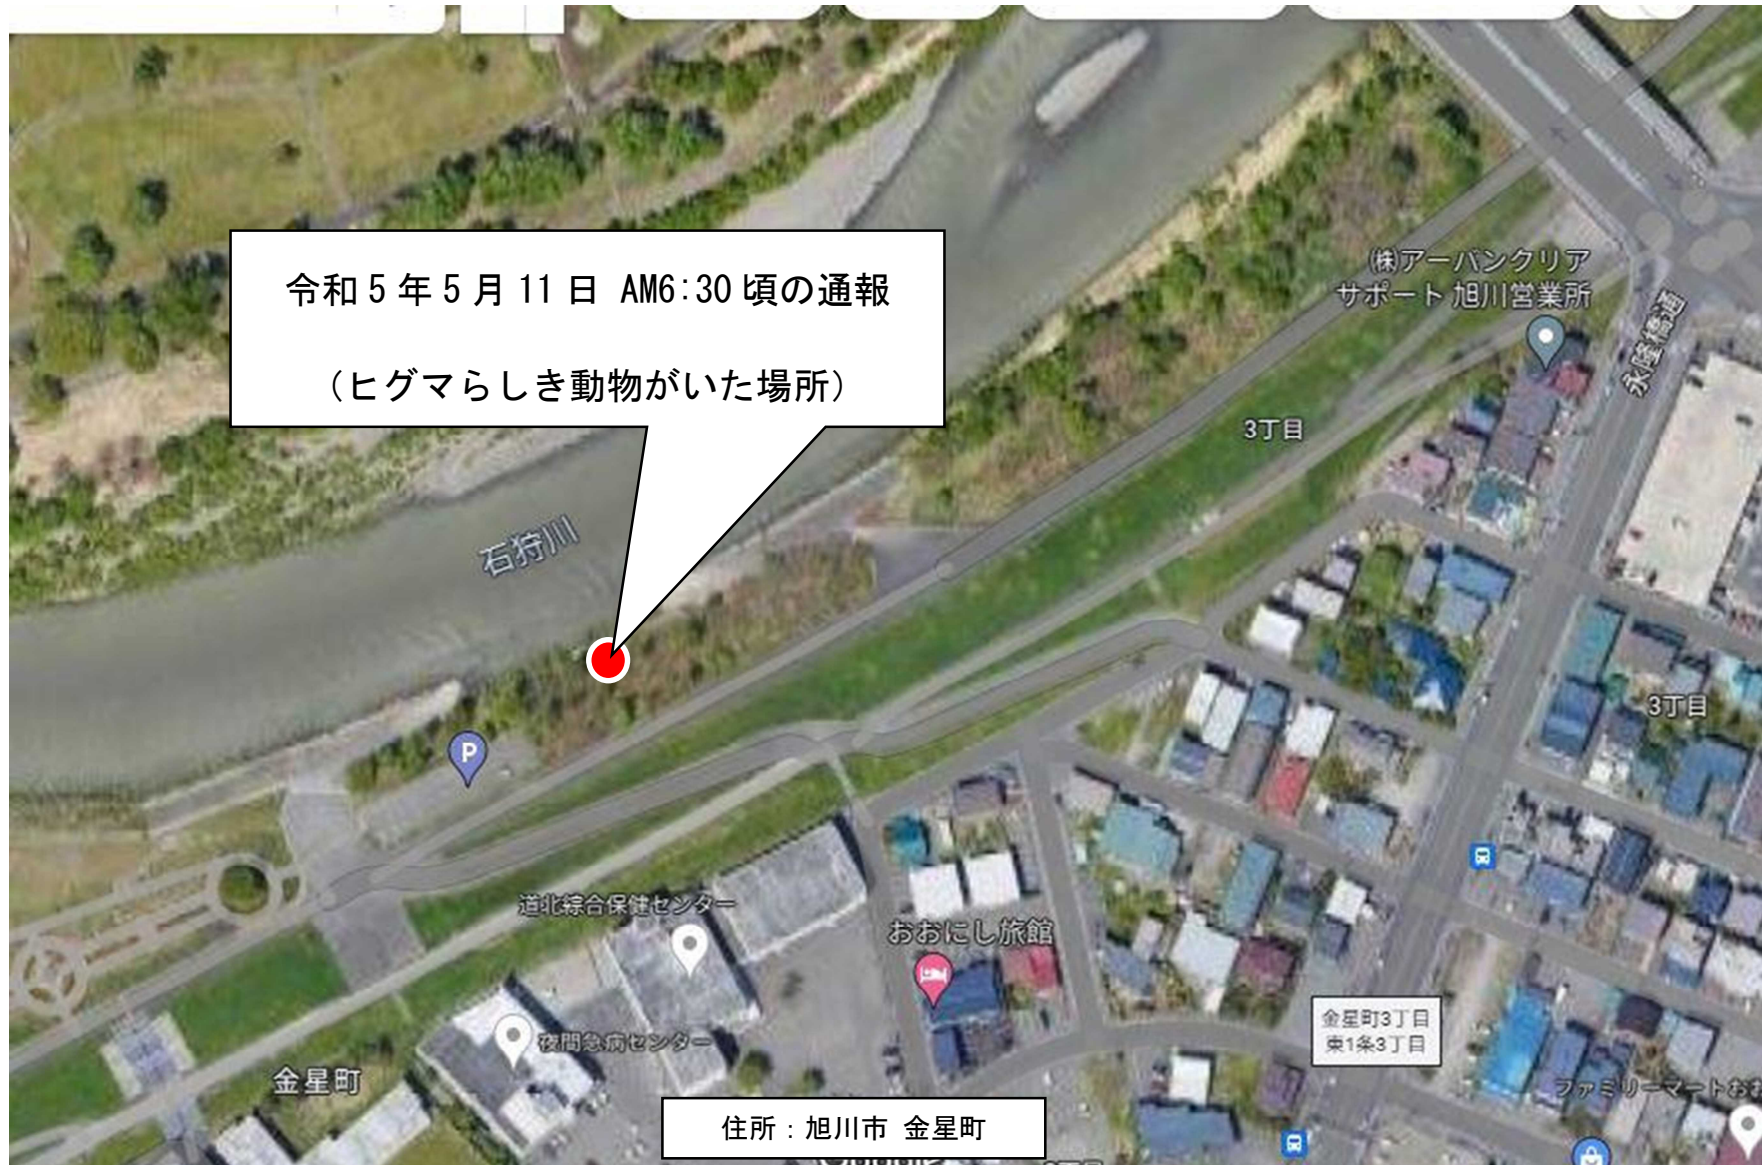 令和5年5月11日 AM6:30頃の通報
（ヒグマらしき動物がいた場所）
㈱アーバンクリア
サポート 旭川営業所
永隆橋通
3丁目
石狩川
3丁目
P
道北綜合保健センター
おおにし旅館
夜間急病センター
金星町3丁目
東1条3丁目
金星町
ファミリーマートお
住所：旭川市 金星町